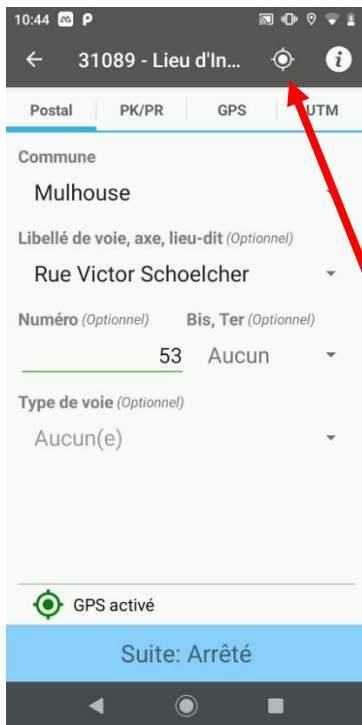 10:44 P
31089 - Lieu d'In... i
Postal PK/PR GPS UTM
Commune
Mulhouse
Libellé de voie, axe, lieu-dit (Optionnel)
Rue Victor Schoelcher
Numéro (Optionnel) Bis, Ter (Optionnel)
53 Aucun
Type de voie (Optionnel)
Aucun(e)
GPS activé
Suite: Arrêté